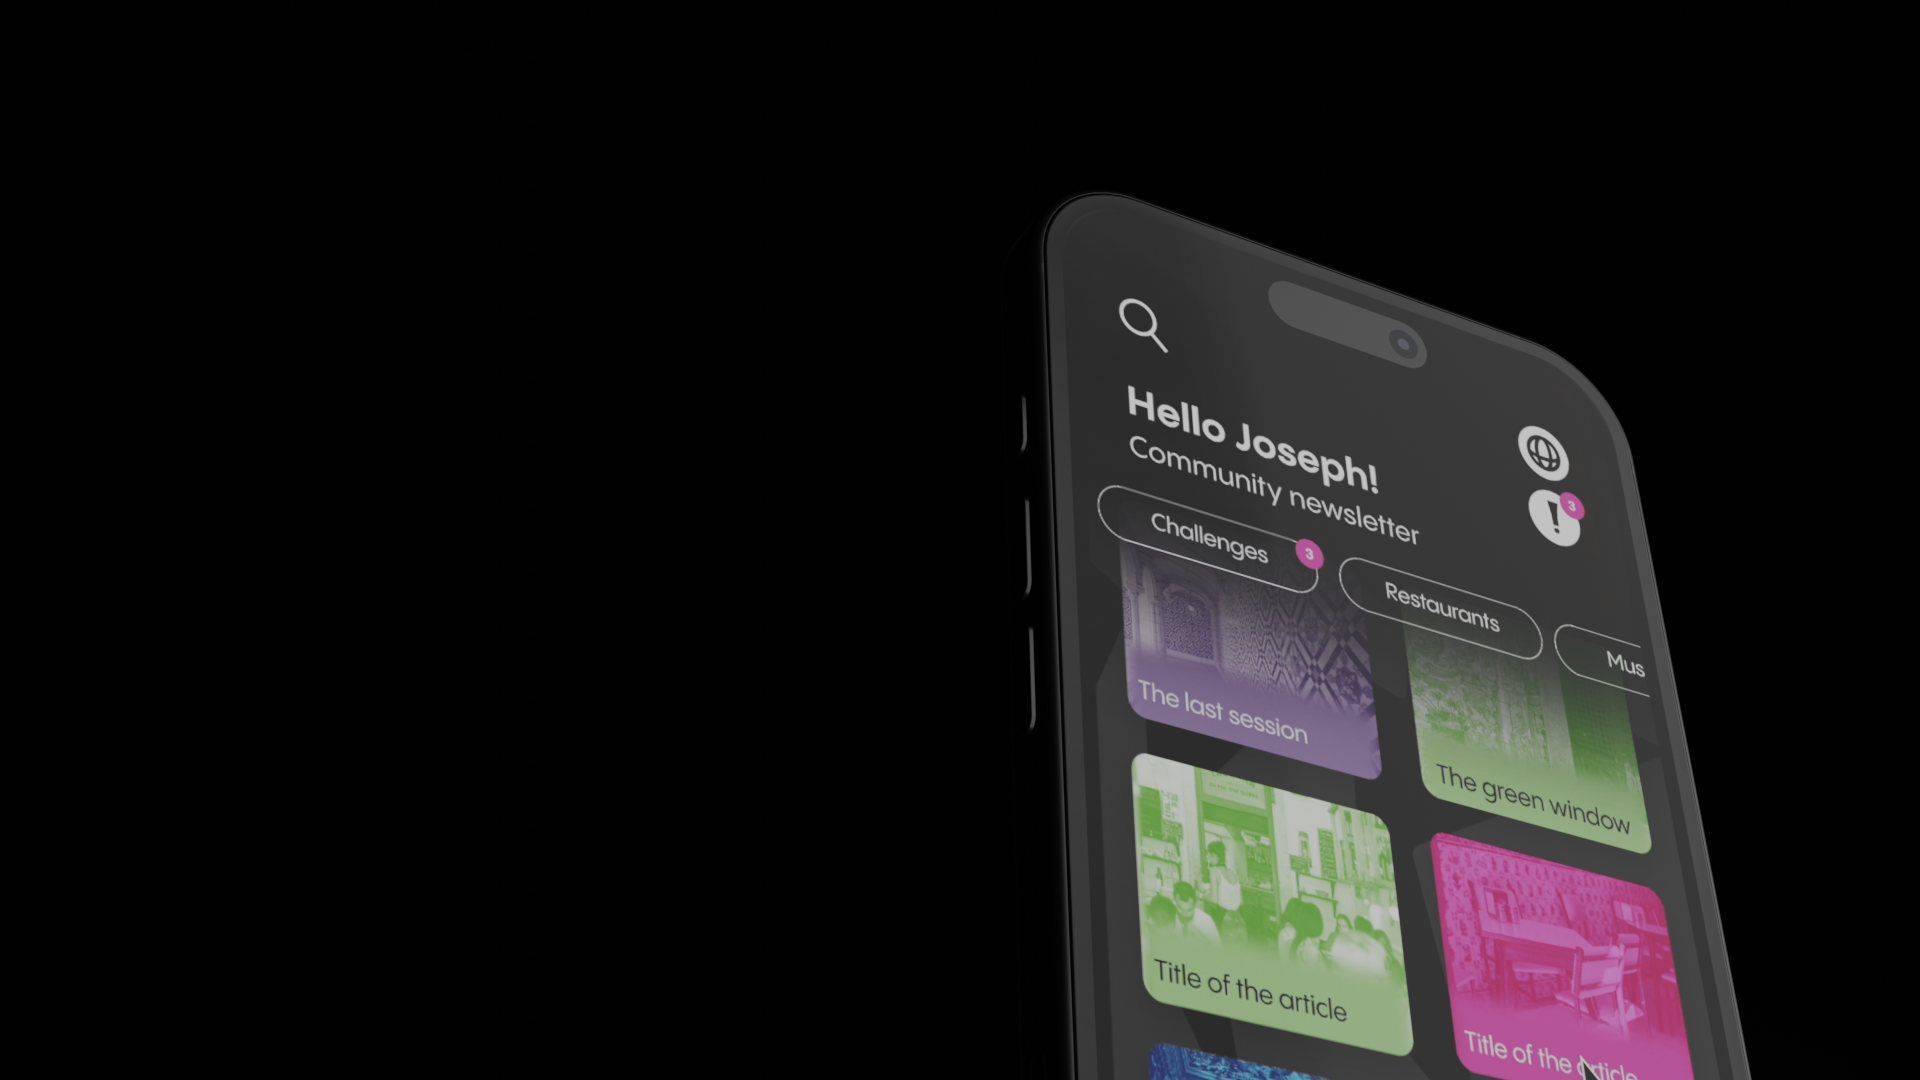 Hello Joseph!
Community newsletter
3
Challenges
3
Restaurants
Mus
The last session
The green window
Title of the article
Title of the article